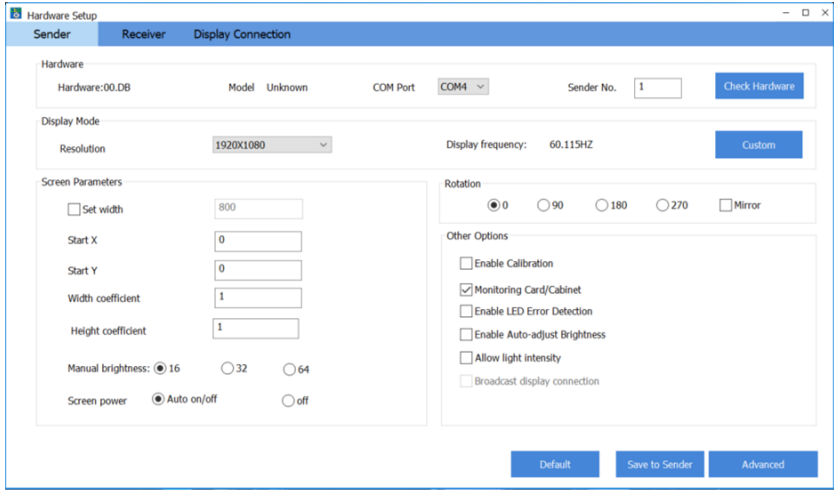 Hardware Setup
Sender Receiver Display Connection
Hardware
Hardware:00.DB Model Unknown COM Port COM4 Sender No. 1 Check Hardware
Display Mode
Resolution 1920X1080 Display frequency: 60.115HZ Custom
Screen Parameters
Set width 800
Start X 0
Start Y 0
Width coefficient 1
Height coefficient 1
Manual brightness: 16 32 64
Screen power Auto on/off off
Rotation
0 90 180 270 Mirror
Other Options
Enable Calibration
Monitoring Card/Cabinet
Enable LED Error Detection
Enable Auto-adjust Brightness
Allow light intensity
Broadcast display connection
Default Save to Sender Advanced